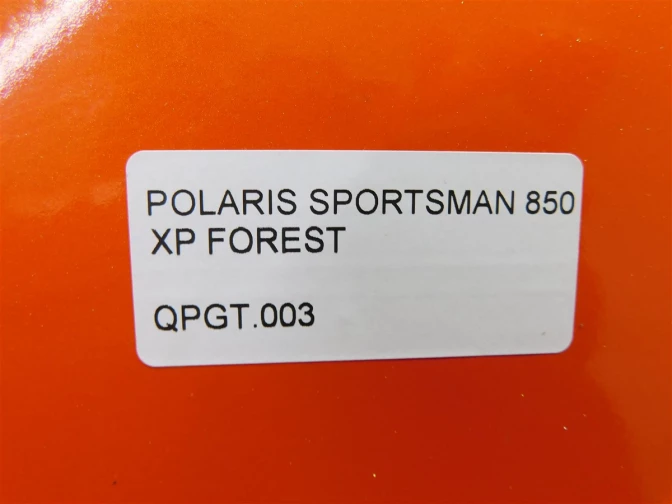 POLARIS SPORTSMAN 850
XP FOREST
QPGT.003